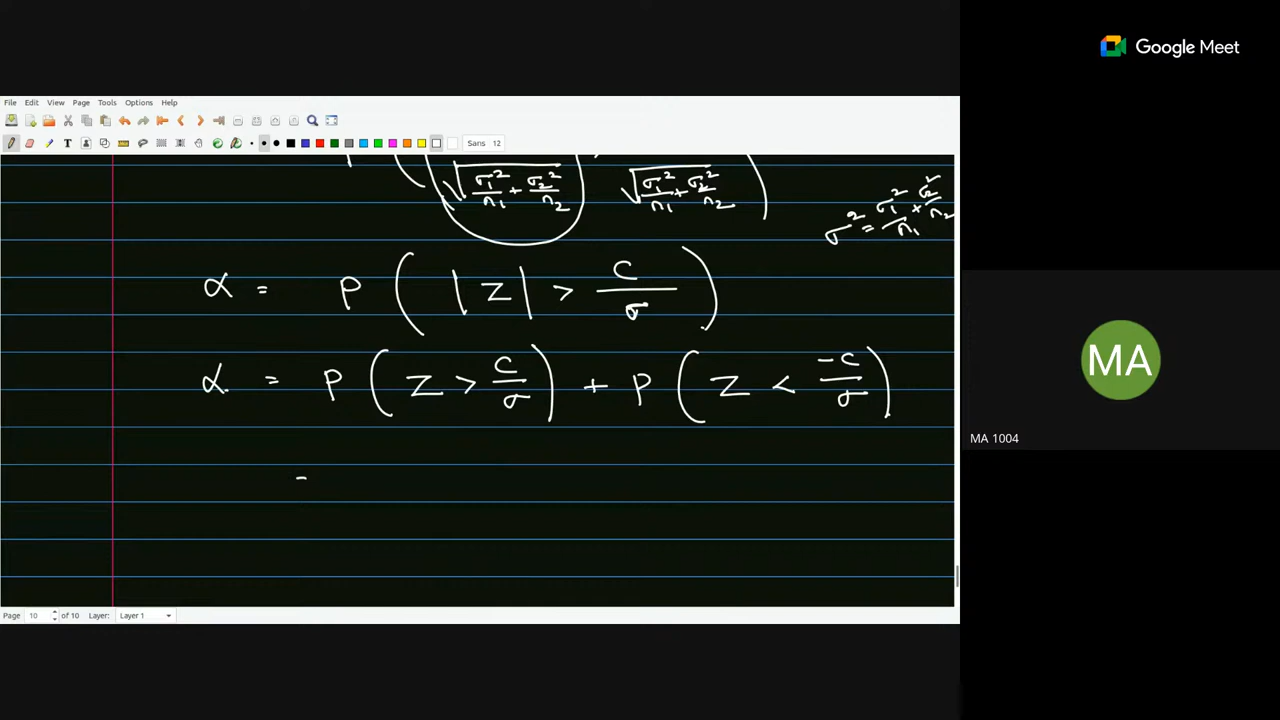 Google Meet
File Edit View Page Tools Options Help
Sans 12
√(σ₁²/n₁ + σ₂²/n₂) √(σ₁²/n₁ + σ₂²/n₂)
σ² = σ₁²/n₁ + σ₂²/n₂
α = P ( |Z| > c/σ )
α = P ( Z > c/σ ) + P ( Z < -c/σ )
=
MA
MA 1004
Page 10 of 10 Layer: Layer 1